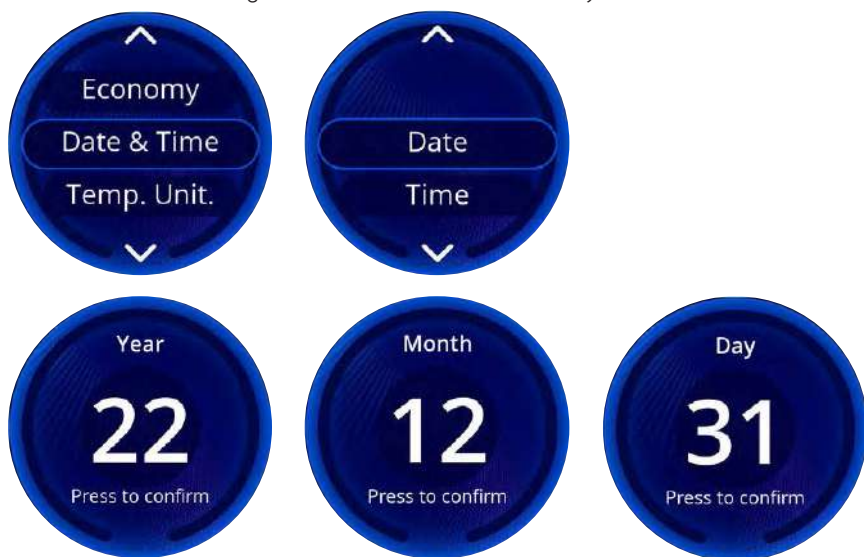 Economy
Date & Time
Temp. Unit.
Date
Time
Year
22
Press to confirm
Month
12
Press to confirm
Day
31
Press to confirm